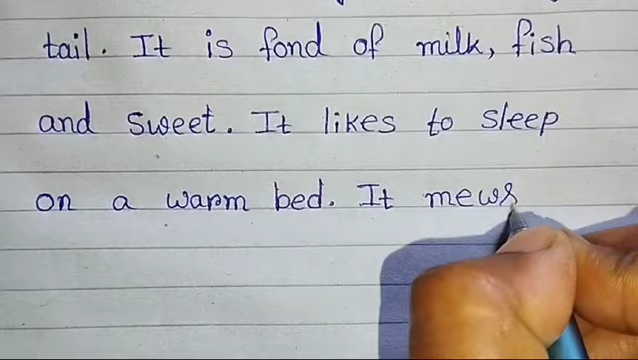 tail. It is fond of milk, fish
and sweet. It likes to sleep
on a warm bed. It mews